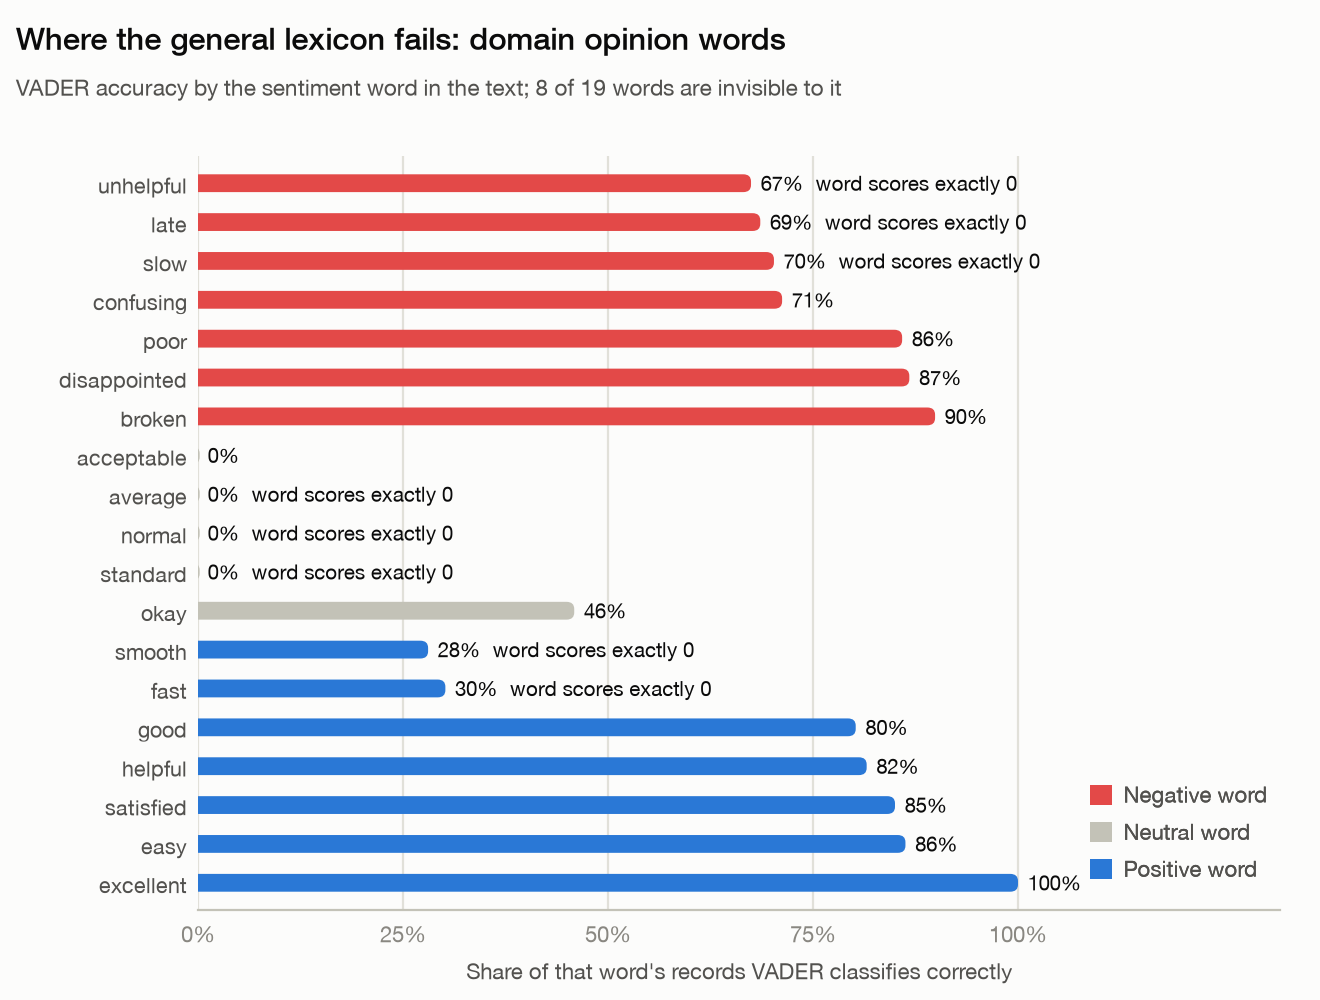 Where the general lexicon fails: domain opinion words
VADER accuracy by the sentiment word in the text; 8 of 19 words are invisible to it
unhelpful 67% word scores exactly 0
late 69% word scores exactly 0
slow 70% word scores exactly 0
confusing 71%
poor 86%
disappointed 87%
broken 90%
acceptable 0%
average 0% word scores exactly 0
normal 0% word scores exactly 0
standard 0% word scores exactly 0
okay 46%
smooth 28% word scores exactly 0
fast 30% word scores exactly 0
good 80%
helpful 82%
satisfied 85%
easy 86%
excellent 100%
Negative word
Neutral word
Positive word
0% 25% 50% 75% 100%
Share of that word's records VADER classifies correctly